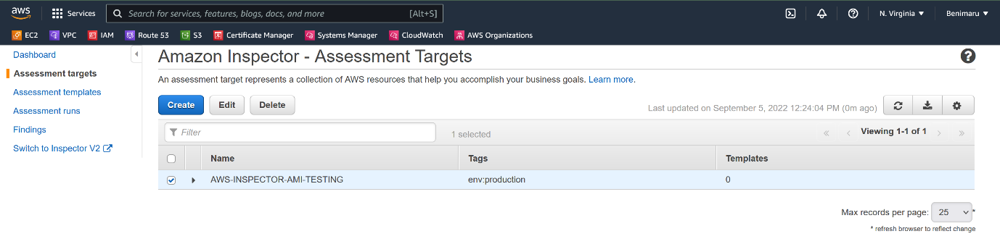 aws Services Search for services, features, blogs, docs, and more [Alt+S] N. Virginia Benimaru
EC2 VPC IAM Route 53 S3 Certificate Manager Systems Manager CloudWatch AWS Organizations
Dashboard
Assessment targets
Assessment templates
Assessment runs
Findings
Switch to Inspector V2
Amazon Inspector - Assessment Targets
An assessment target represents a collection of AWS resources that help you accomplish your business goals. Learn more.
Create Edit Delete
Last updated on September 5, 2022 12:24:04 PM (0m ago)
Filter 1 selected « ‹ Viewing 1-1 of 1 › »
Name Tags Templates
AWS-INSPECTOR-AMI-TESTING env:production 0
Max records per page: 25 *
* refresh browser to reflect change